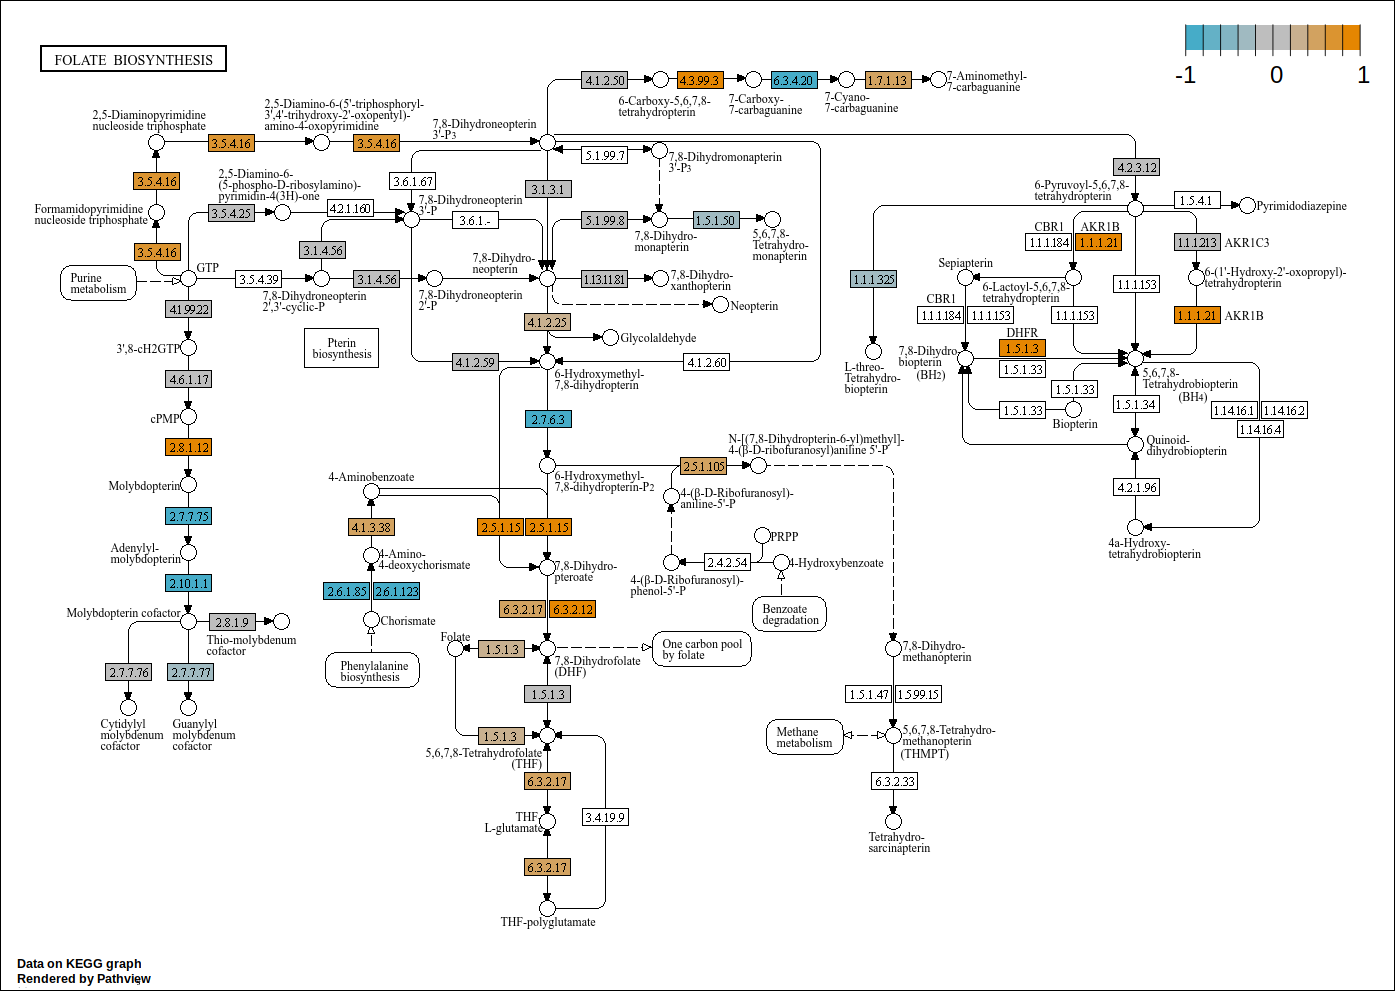 FOLATE BIOSYNTHESIS
-1
0
1
4.1.2.50
4.3.99.3
6.3.4.20
1.7.1.13
7-Aminomethyl-
7-carbaguanine
6-Carboxy-5,6,7,8-
tetrahydropterin
7-Carboxy-
7-carbaguanine
7-Cyano-
7-carbaguanine
2,5-Diaminopyrimidine
nucleoside triphosphate
2,5-Diamino-6-(5'-triphosphoryl-
3',4'-trihydroxy-2'-oxopentyl)-
amino-4-oxopyrimidine
7,8-Dihydroneopterin
3'-P3
3.5.4.16
3.5.4.16
5.1.99.7
7,8-Dihydromonapterin
3'-P3
4.2.3.12
3.5.4.16
2,5-Diamino-6-
(5-phospho-D-ribosylamino)-
pyrimidin-4(3H)-one
3.6.1.67
3.1.3.1
6-Pyruvoyl-5,6,7,8-
tetrahydropterin
1.5.4.1
Pyrimidodiazepine
Formamidopyrimidine
nucleoside triphosphate
3.5.4.25
4.2.1.160
7,8-Dihydroneopterin
3'-P
3.6.1.-
5.1.99.8
1.5.1.50
7,8-Dihydro-
monapterin
5,6,7,8-
Tetrahydro-
monapterin
CBR1
AKR1B
1.1.1.184
1.1.1.21
1.1.1.213
AKR1C3
3.5.4.16
3.1.4.56
7,8-Dihydro-
neopterin
Purine
metabolism
GTP
3.5.4.39
3.1.4.56
7,8-Dihydroneopterin
2',3'-cyclic-P
7,8-Dihydroneopterin
2'-P
1.13.11.81
7,8-Dihydro-
xanthopterin
1.1.1.325
Sepiapterin
6-Lactoyl-5,6,7,8-
tetrahydropterin
1.1.1.153
6-(1'-Hydroxy-2'-oxopropyl)-
tetrahydropterin
4.1.99.22
Neopterin
CBR1
1.1.1.184
1.1.1.153
1.1.1.153
1.1.1.21
AKR1B
4.1.2.25
Glycolaldehyde
DHFR
Pterin
biosynthesis
3',8-cH2GTP
4.1.2.59
4.1.2.60
7,8-Dihydro-
biopterin
(BH2)
1.5.1.3
1.5.1.33
L-threo-
Tetrahydro-
biopterin
6-Hydroxymethyl-
7,8-dihydropterin
5,6,7,8-
Tetrahydrobiopterin
(BH4)
4.6.1.17
1.5.1.33
1.5.1.33
Biopterin
1.5.1.34
1.14.16.1
1.14.16.2
1.14.16.4
cPMP
2.7.6.3
2.8.1.12
N-[(7,8-Dihydropterin-6-yl)methyl]-
4-(β-D-ribofuranosyl)aniline 5'-P
Quinoid-
dihydrobiopterin
2.5.1.105
6-Hydroxymethyl-
7,8-dihydropterin-P2
4-Aminobenzoate
Molybdopterin
4-(β-D-Ribofuranosyl)-
aniline-5'-P
4.2.1.96
2.7.7.75
4.1.3.38
2.5.1.15
2.5.1.15
PRPP
4a-Hydroxy-
tetrahydrobiopterin
Adenylyl-
molybdopterin
4-Amino-
4-deoxychorismate
7,8-Dihydro-
pteroate
2.4.2.54
4-Hydroxybenzoate
4-(β-D-Ribofuranosyl)-
phenol-5'-P
2.10.1.1
2.6.1.85
2.6.1.123
6.3.2.17
6.3.2.12
Benzoate
degradation
Molybdopterin cofactor
2.8.1.9
Thio-molybdenum
cofactor
Chorismate
Folate
1.5.1.3
One carbon pool
by folate
7,8-Dihydro-
methanopterin
2.7.7.76
2.7.7.77
Phenylalanine
biosynthesis
7,8-Dihydrofolate
(DHF)
1.5.1.3
1.5.1.47
1.5.99.15
Cytidylyl
molybdenum
cofactor
Guanylyl
molybdenum
cofactor
1.5.1.3
5,6,7,8-Tetrahydrofolate
(THF)
Methane
metabolism
5,6,7,8-Tetrahydro-
methanopterin
(THMPT)
6.3.2.17
6.3.2.33
THF
L-glutamate
3.4.19.9
Tetrahydro-
sarcinapterin
6.3.2.17
THF-polyglutamate
Data on KEGG graph
Rendered by Pathview